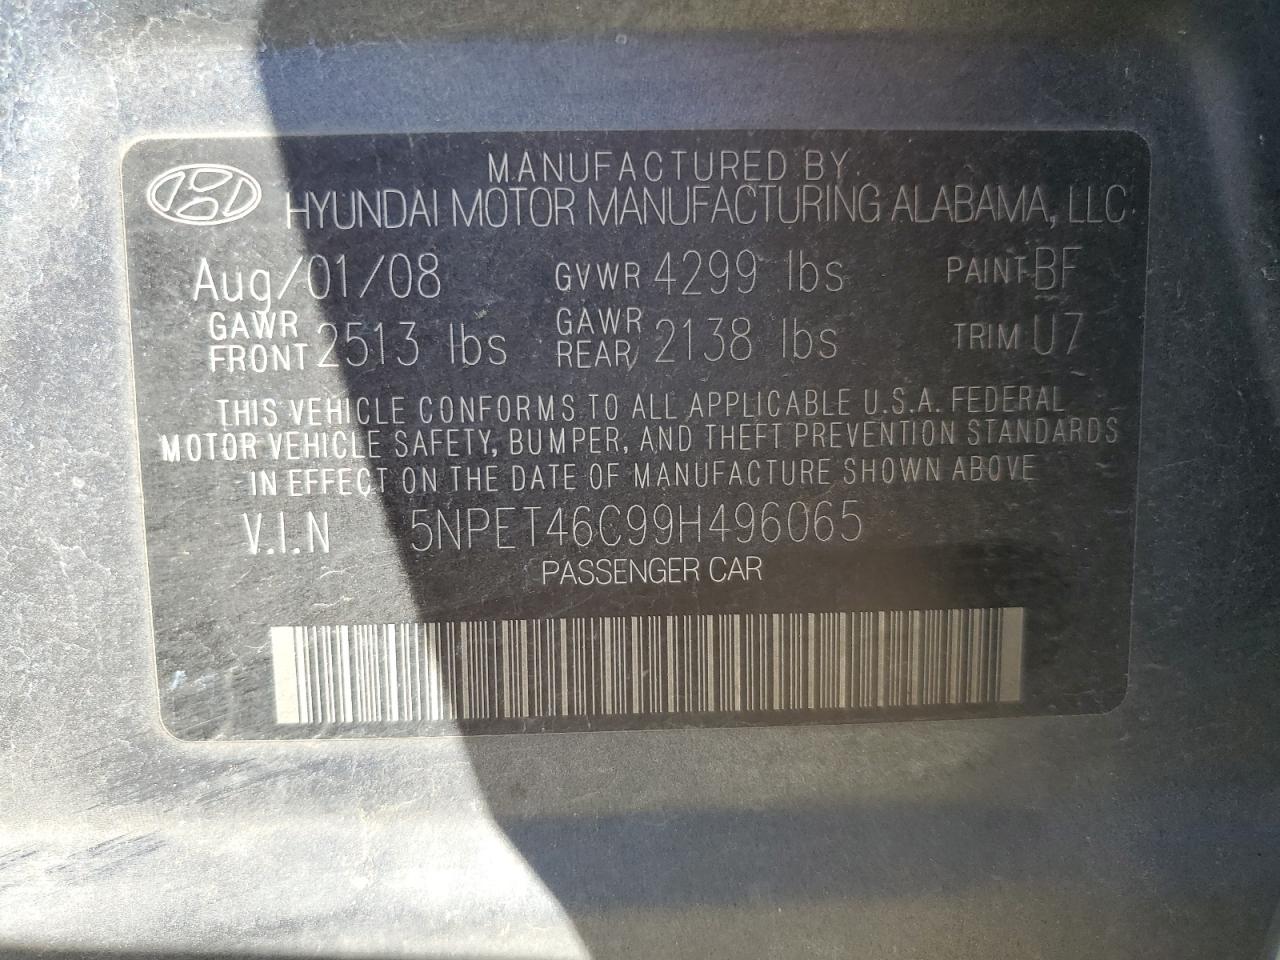 MANUFACTURED BY
HYUNDAI MOTOR MANUFACTURING ALABAMA, LLC
Aug/01/08 GVWR 4299 lbs PAINT BF
GAWR FRONT 2513 lbs GAWR REAR 2138 lbs TRIM U7
THIS VEHICLE CONFORMS TO ALL APPLICABLE U.S.A. FEDERAL
MOTOR VEHICLE SAFETY, BUMPER, AND THEFT PREVENTION STANDARDS
IN EFFECT ON THE DATE OF MANUFACTURE SHOWN ABOVE
V.I.N 5NPET46C99H496065
PASSENGER CAR